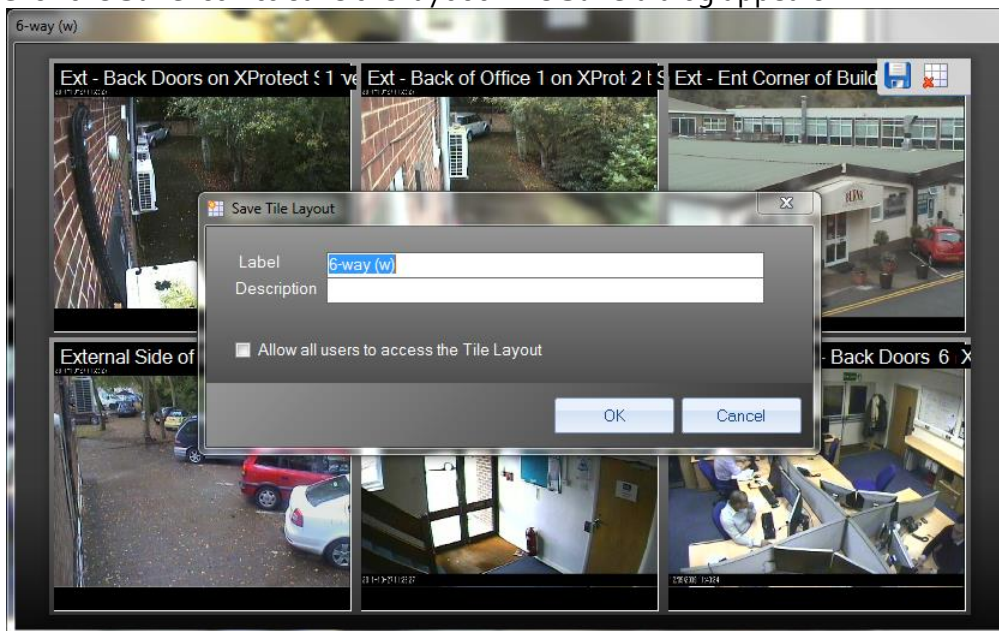 6-way (w)
Ext - Back Doors on XProtect
1
Ext - Back of Office 1 on XProt
2
Ext - Ent Corner of Build
Save Tile Layout
Label
6-way (w)
Description
Allow all users to access the Tile Layout
OK
Cancel
External Side of
- Back Doors
6
X